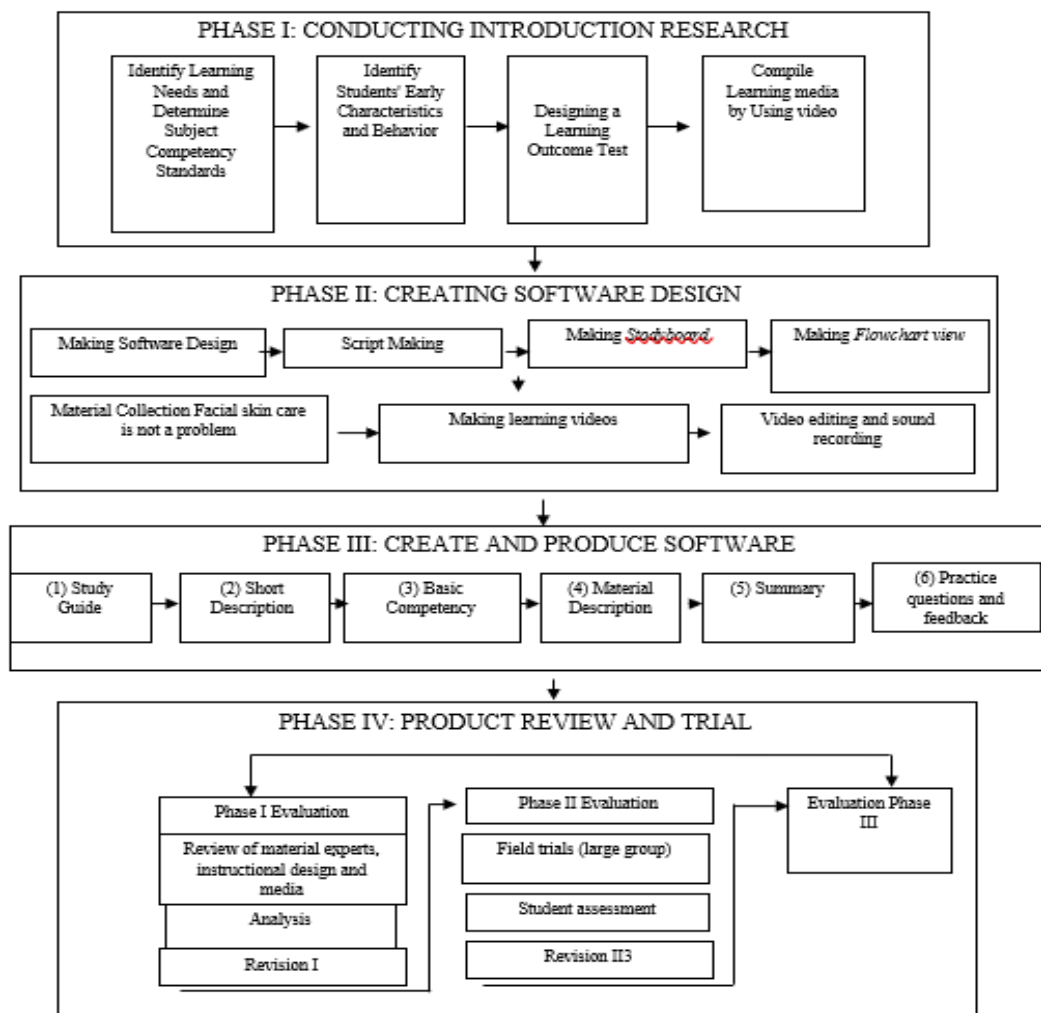 PHASE I: CONDUCTING INTRODUCTION RESEARCH
Identify Learning
Needs and
Determine
Subject
Competency
Standards
Identify
Students' Early
Characteristics
and Behavior
Designing a
Learning
Outcome Test
Compile
Learning media
by Using video
PHASE II: CREATING SOFTWARE DESIGN
Making Software Design
Script Making
Making Stodyboard
Making Flowchart view
Material Collection Facial skin care
is not a problem
Making learning videos
Video editing and sound
recording
PHASE III: CREATE AND PRODUCE SOFTWARE
(1) Study
Guide
(2) Short
Description
(3) Basic
Competency
(4) Material
Description
(5) Summary
(6) Practice
questions and
feedback
PHASE IV: PRODUCT REVIEW AND TRIAL
Phase I Evaluation
Review of material experts,
instructional design and
media
Analysis
Revision I
Phase II Evaluation
Field trials (large group)
Student assessment
Revision II3
Evaluation Phase
III